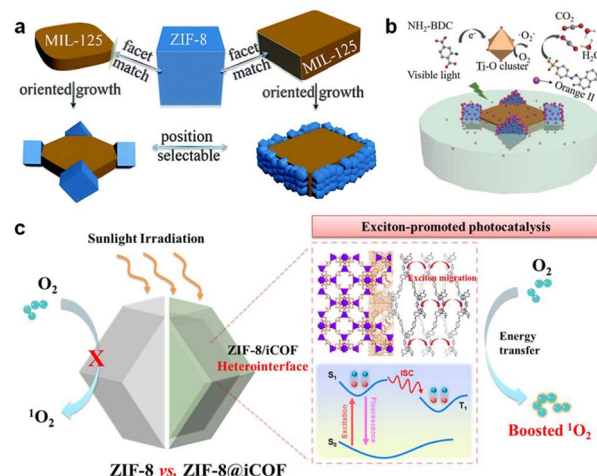 a
MIL-125
ZIF-8
MIL-125
facet
match
facet
match
oriented growth
oriented growth
position
selectable
b
NH₂-BDC
e⁻
·O₂⁻
O₂
CO₂
H₂O
Ti-O cluster
Visible light
Orange II
c
Sunlight Irradiation
O₂
X
¹O₂
ZIF-8/iCOF
Heterointerface
ZIF-8 vs. ZIF-8@iCOF
Exciton-promoted photocatalysis
Exciton migration
S₁
ISC
T₁
Excitation
Fluorescence
S₀
O₂
Energy
transfer
Boosted ¹O₂